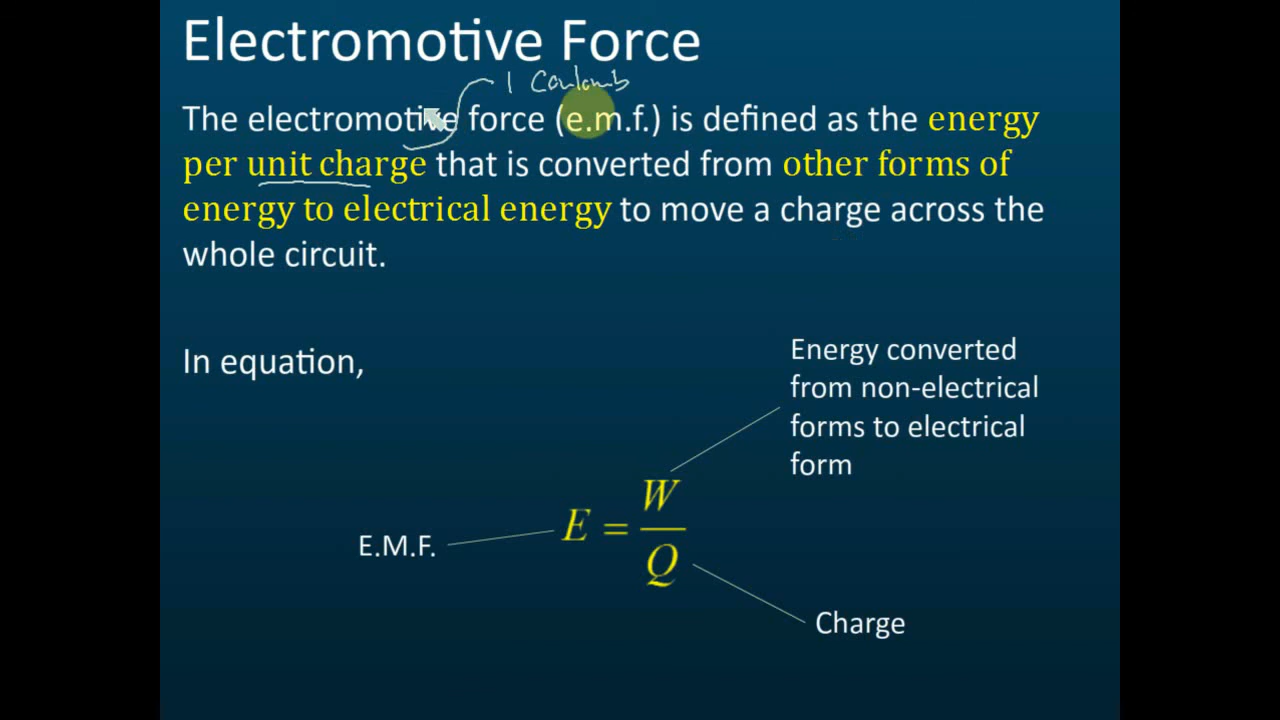 Electromotive Force
1 Coulomb
The electromotive force (e.m.f.) is defined as the energy
per unit charge that is converted from other forms of
energy to electrical energy to move a charge across the
whole circuit.
In equation,
Energy converted
from non-electrical
forms to electrical
form
E = W/Q
E.M.F.
Charge